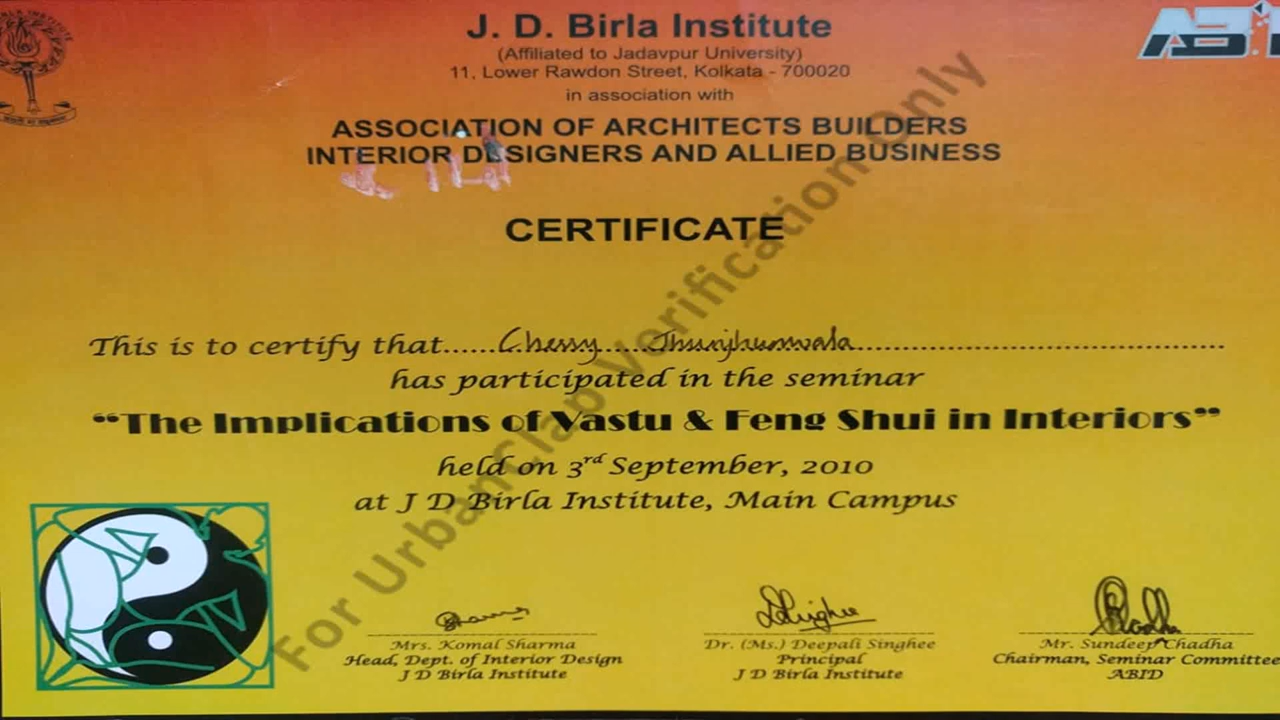 J. D. Birla Institute
(Affiliated to Jadavpur University)
11, Lower Rawdon Street, Kolkata - 700020
in association with
ASSOCIATION OF ARCHITECTS BUILDERS
INTERIOR DESIGNERS AND ALLIED BUSINESS
CERTIFICATE
This is to certify that......Chessy.....Jhunjhunwala...............................................
has participated in the seminar
"The Implications of Vastu & Feng Shui in Interiors"
held on 3rd September, 2010
at J D Birla Institute, Main Campus
Mrs. Komal Sharma
Head, Dept. of Interior Design
J D Birla Institute
Dr. (Ms.) Deepali Singhee
Principal
J D Birla Institute
Mr. Sundeep Chadha
Chairman, Seminar Committee
ABID
For UrbanClap Verification Only